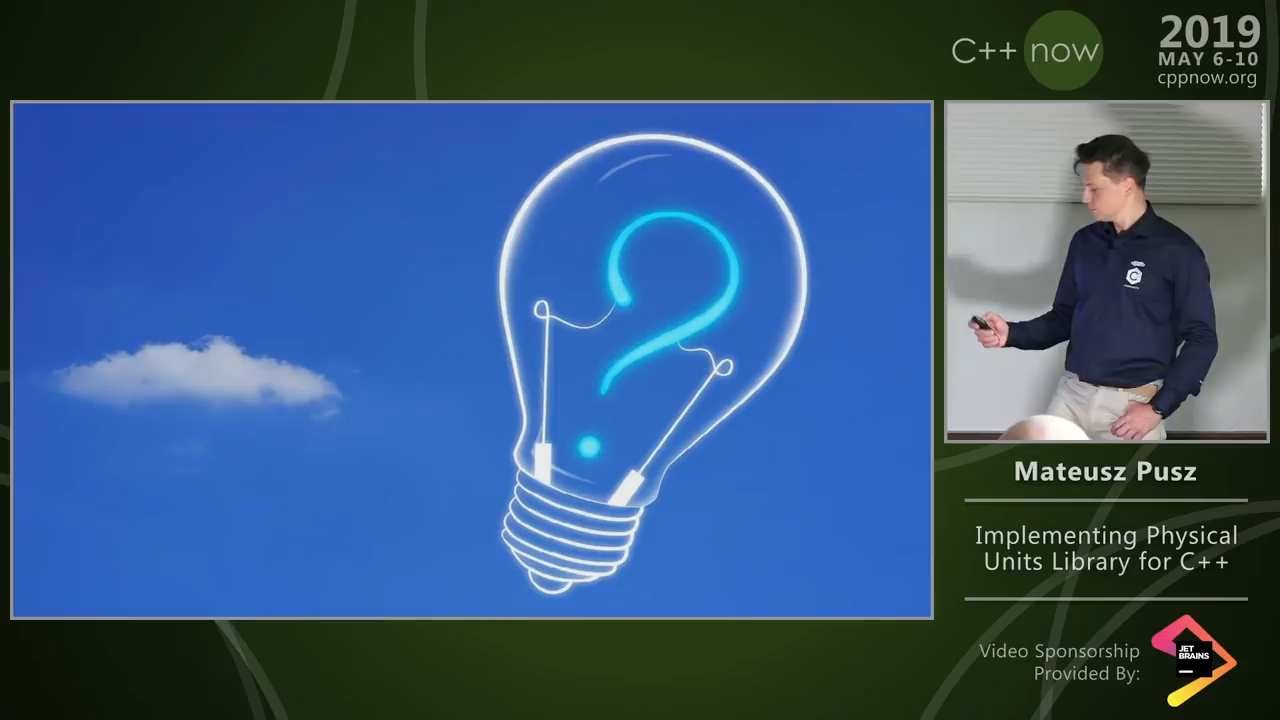 C++ now
2019
MAY 6-10
cppnow.org
Mateusz Pusz
Implementing Physical
Units Library for C++
Video Sponsorship
Provided By:
JET
BRAINS